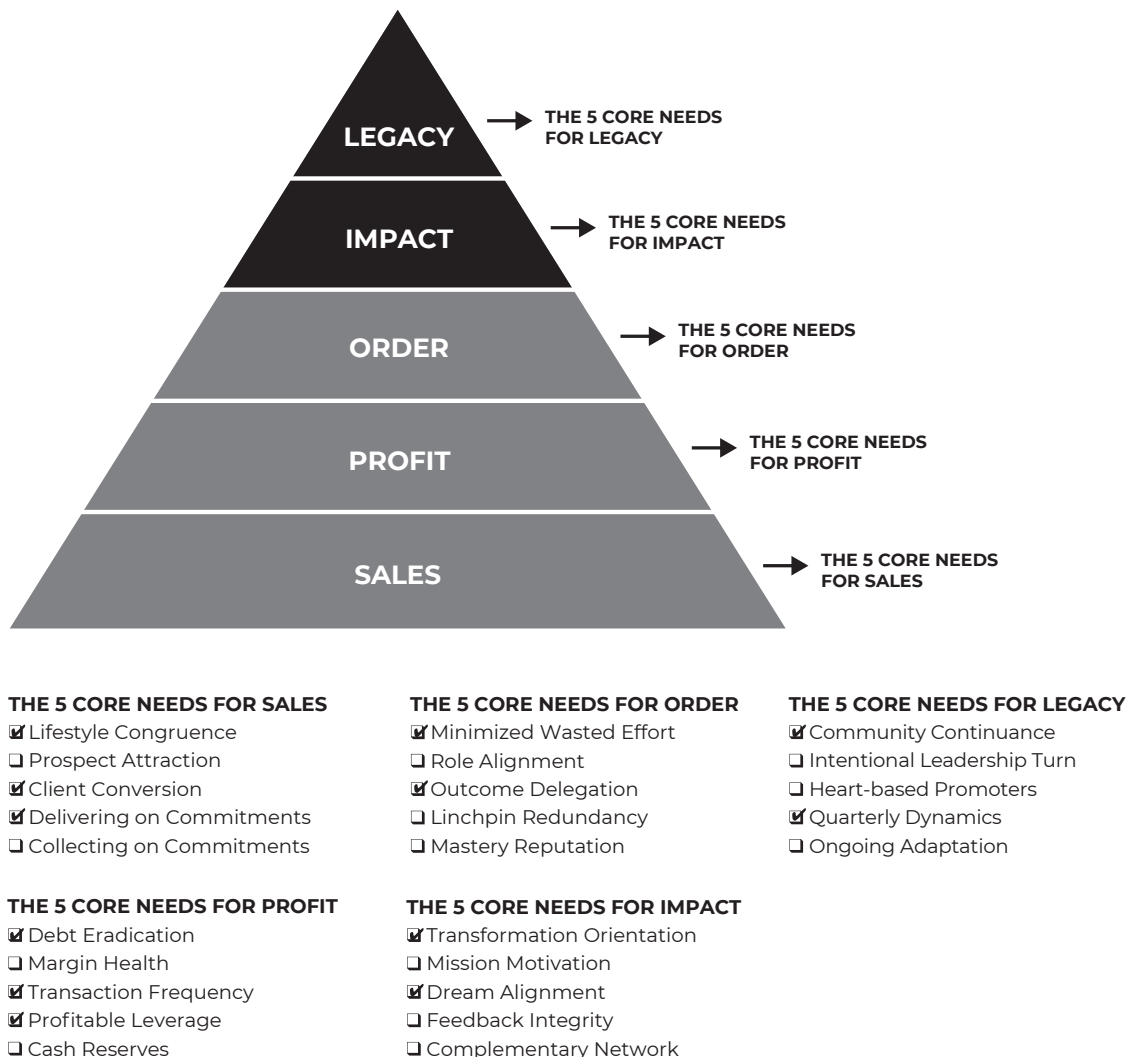 LEGACY
THE 5 CORE NEEDS
FOR LEGACY
IMPACT
THE 5 CORE NEEDS
FOR IMPACT
ORDER
THE 5 CORE NEEDS
FOR ORDER
PROFIT
THE 5 CORE NEEDS
FOR PROFIT
SALES
THE 5 CORE NEEDS
FOR SALES
THE 5 CORE NEEDS FOR SALES
☑ Lifestyle Congruence
❏ Prospect Attraction
☑ Client Conversion
☑ Delivering on Commitments
❏ Collecting on Commitments
THE 5 CORE NEEDS FOR ORDER
☑ Minimized Wasted Effort
❏ Role Alignment
☑ Outcome Delegation
❏ Linchpin Redundancy
❏ Mastery Reputation
THE 5 CORE NEEDS FOR LEGACY
☑ Community Continuance
❏ Intentional Leadership Turn
❏ Heart-based Promoters
☑ Quarterly Dynamics
❏ Ongoing Adaptation
THE 5 CORE NEEDS FOR PROFIT
☑ Debt Eradication
❏ Margin Health
☑ Transaction Frequency
☑ Profitable Leverage
❏ Cash Reserves
THE 5 CORE NEEDS FOR IMPACT
☑ Transformation Orientation
❏ Mission Motivation
☑ Dream Alignment
❏ Feedback Integrity
❏ Complementary Network